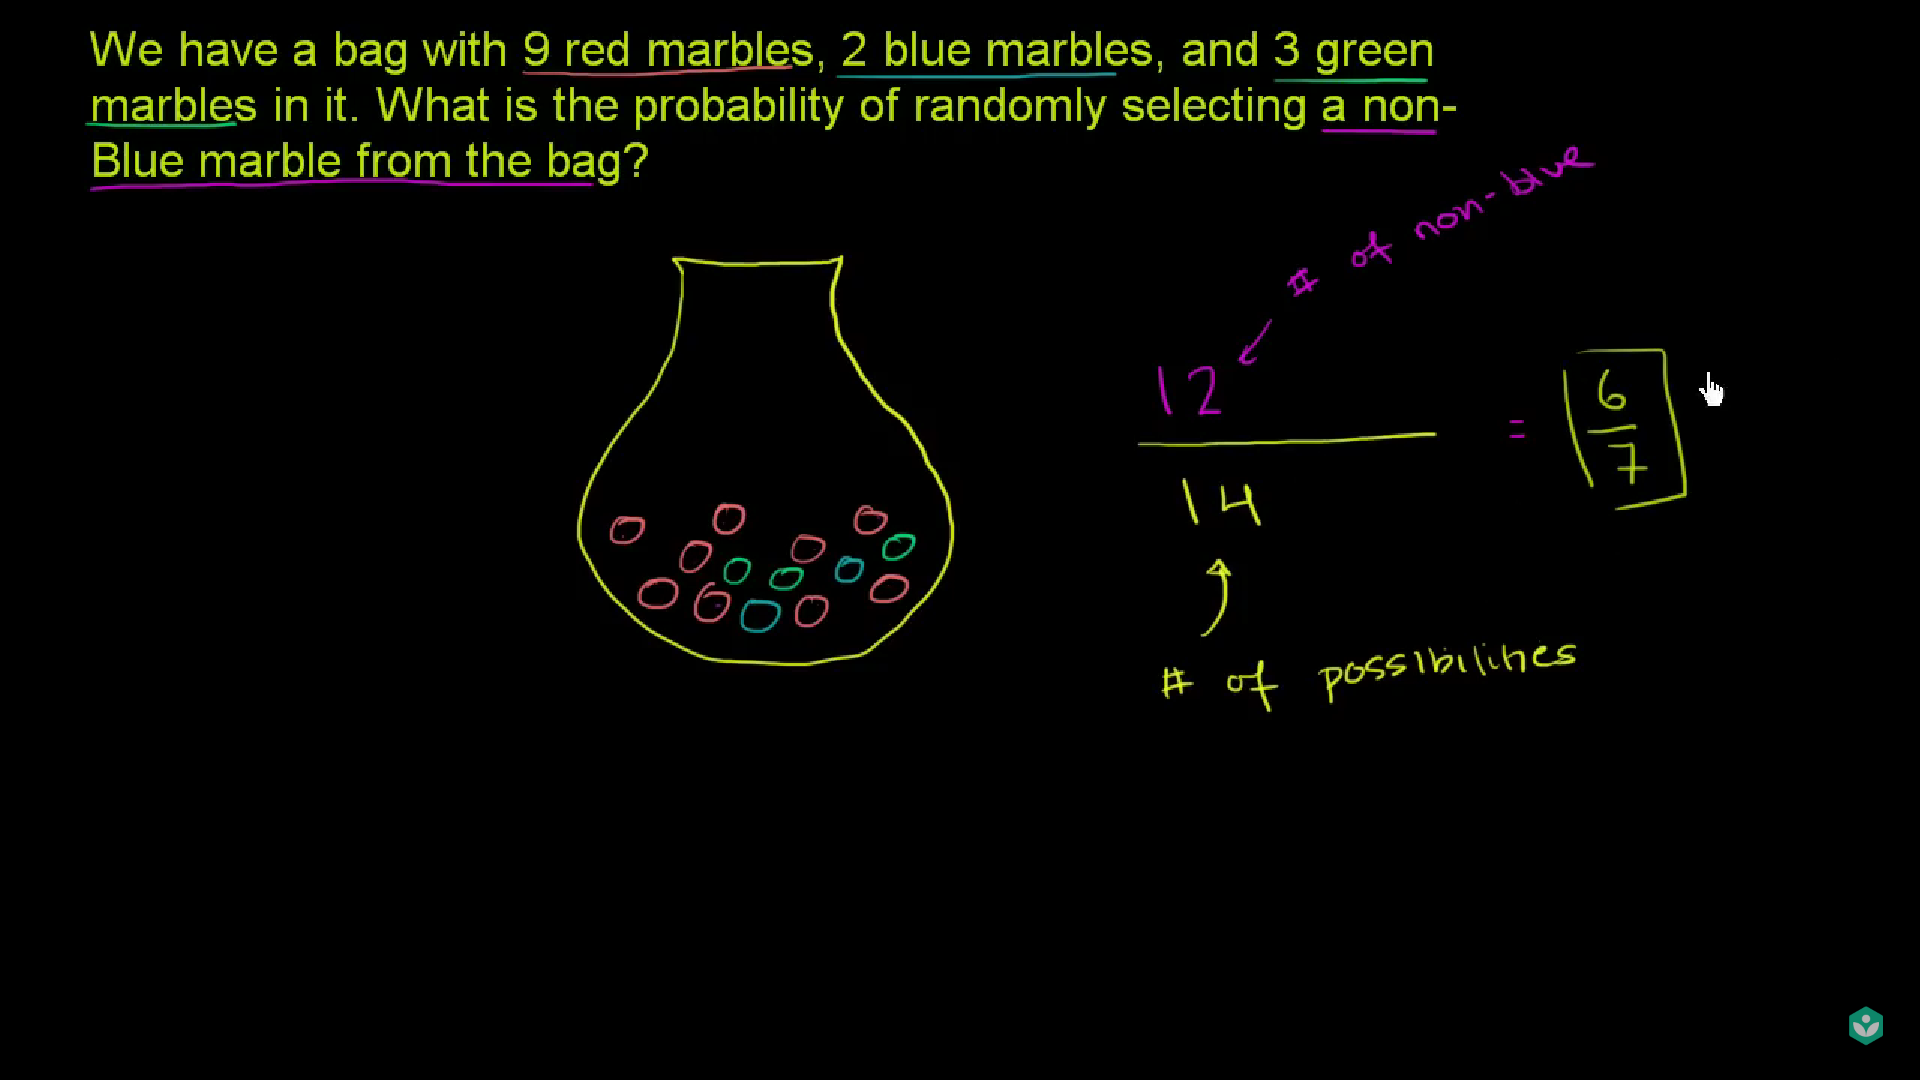 We have a bag with 9 red marbles, 2 blue marbles, and 3 green
marbles in it. What is the probability of randomly selecting a non-
Blue marble from the bag?
# of non-blue
12
14
= 6/7
# of possibilities